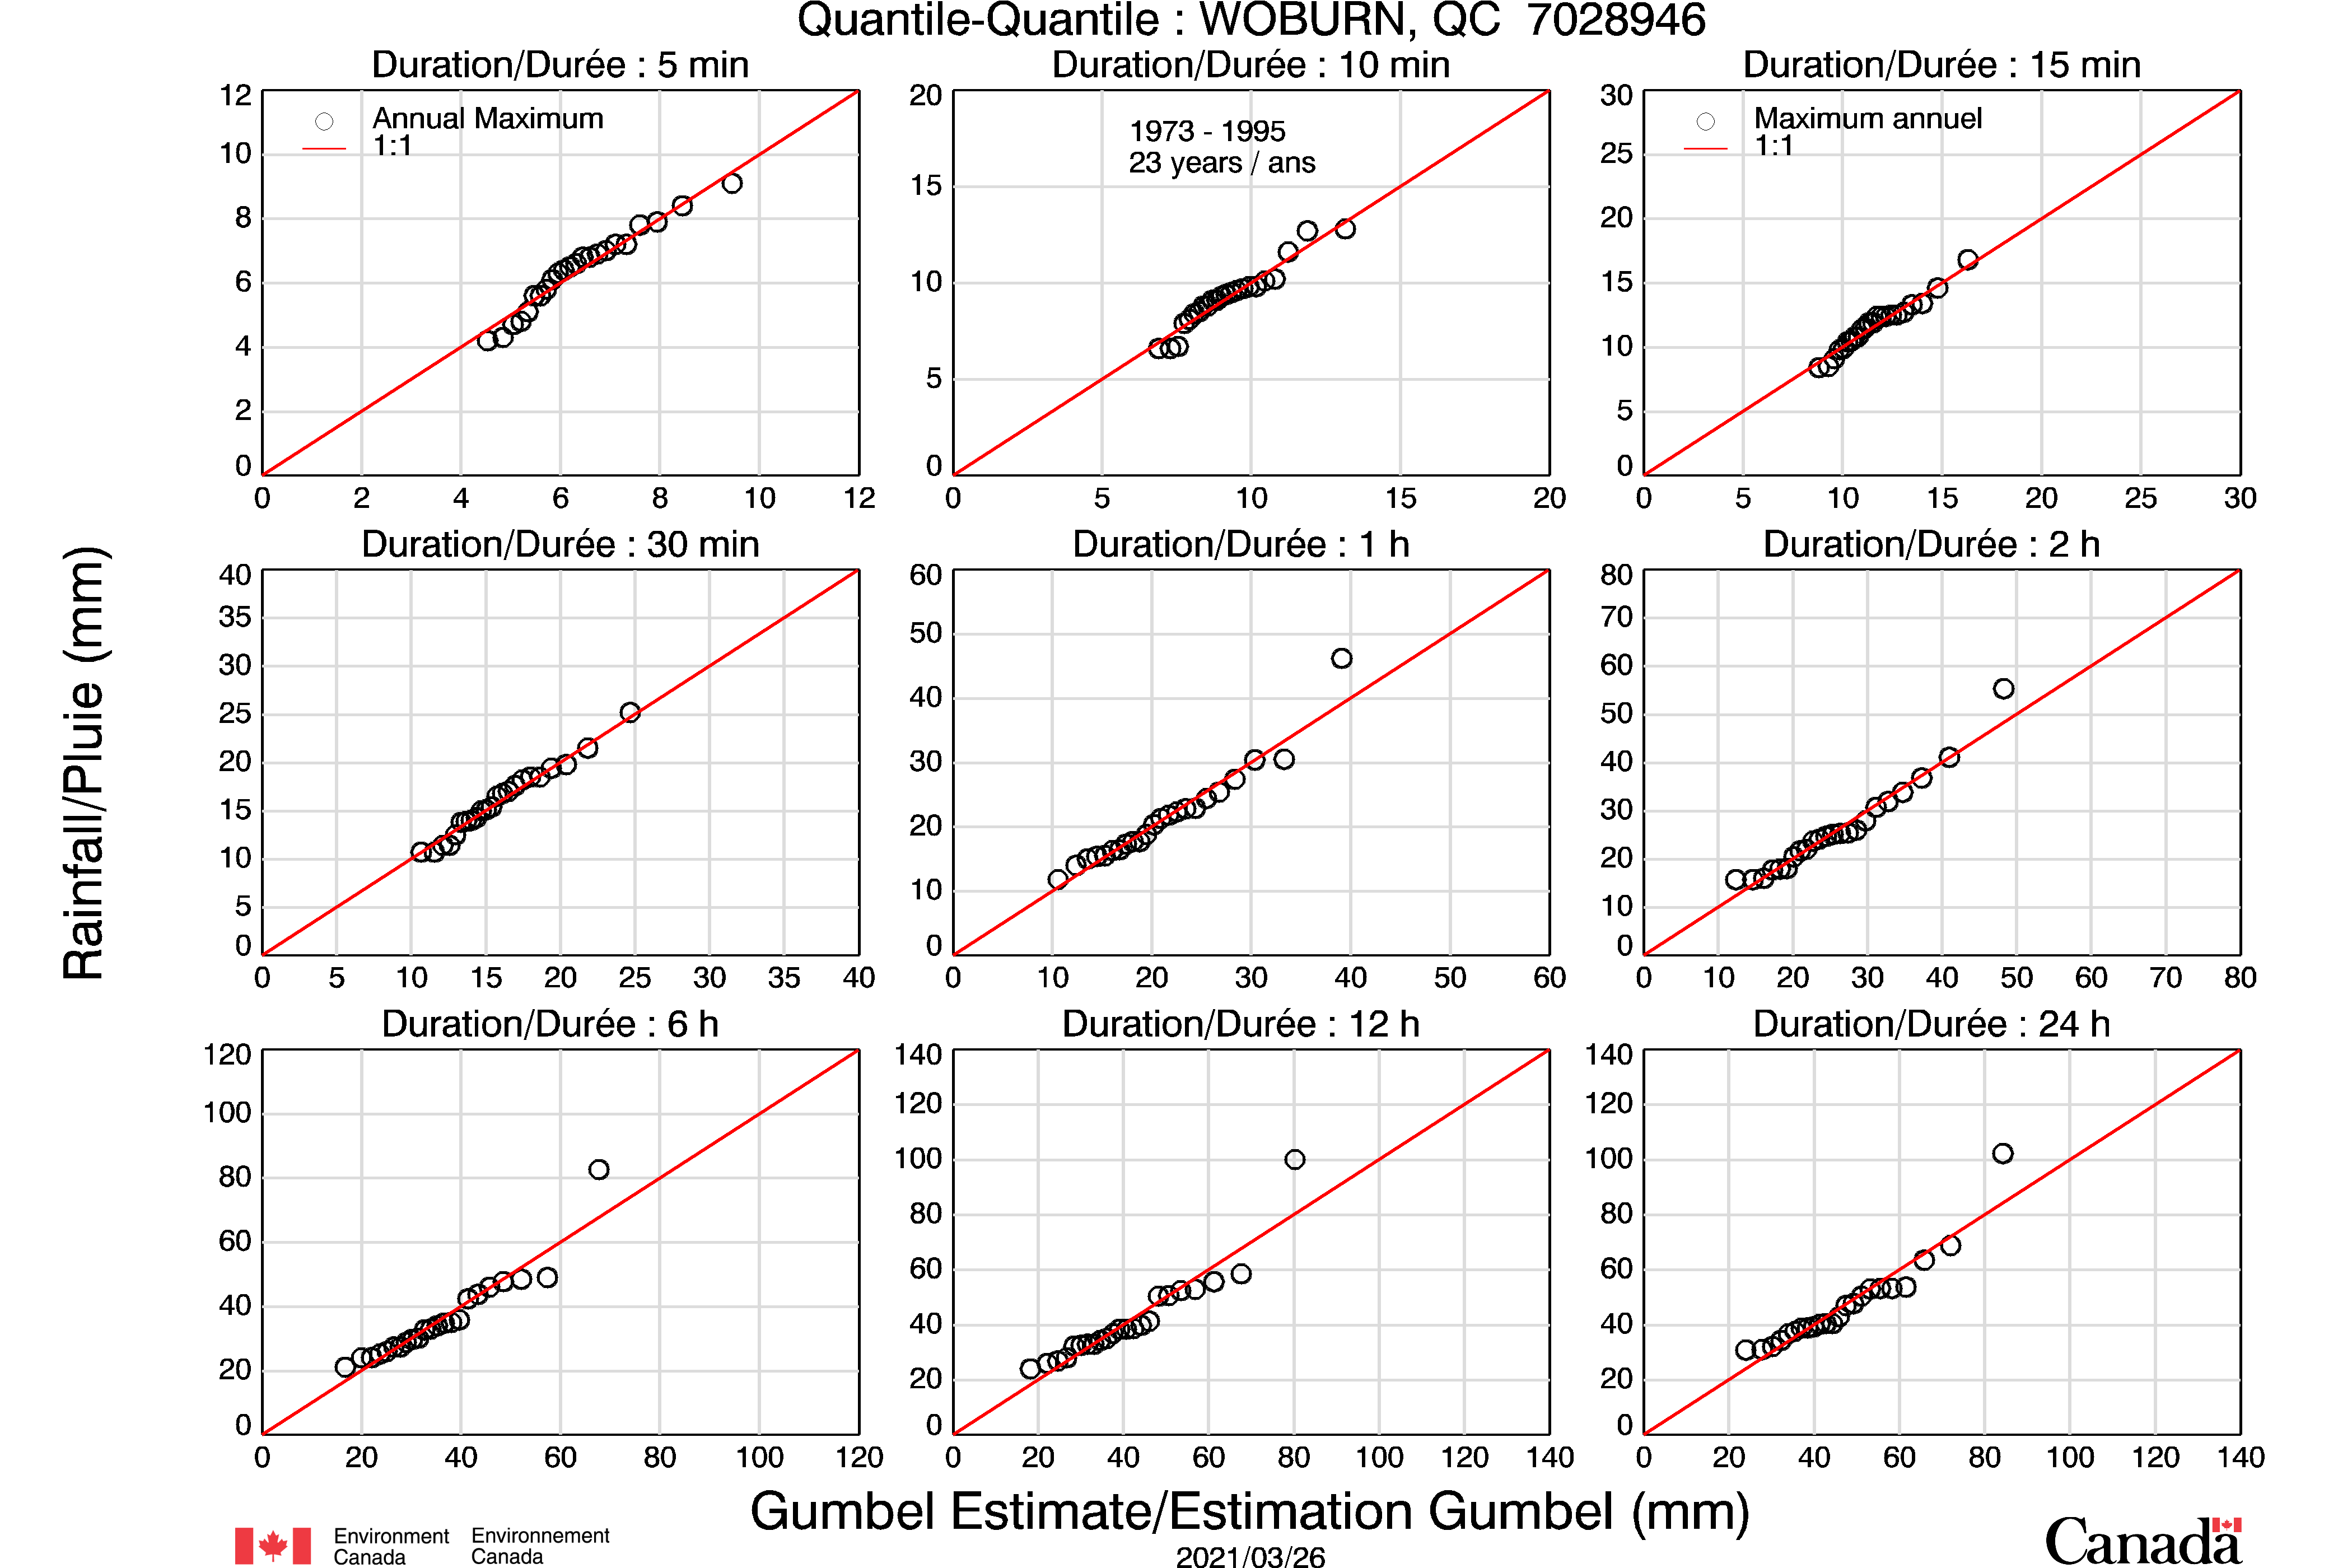 Quantile-Quantile : WOBURN, QC 7028946
Duration/Durée : 5 min
12
10
8
6
4
2
0
0 2 4 6 8 10 12
Annual Maximum
1:1
Duration/Durée : 10 min
20
15
10
5
0
0 5 10 15 20
1973 - 1995
23 years / ans
Duration/Durée : 15 min
30
25
20
15
10
5
0
0 5 10 15 20 25 30
Maximum annuel
1:1
Rainfall/Pluie (mm)
Duration/Durée : 30 min
40
35
30
25
20
15
10
5
0
0 5 10 15 20 25 30 35 40
Duration/Durée : 1 h
60
50
40
30
20
10
0
0 10 20 30 40 50 60
Duration/Durée : 2 h
80
70
60
50
40
30
20
10
0
0 10 20 30 40 50 60 70 80
Duration/Durée : 6 h
120
100
80
60
40
20
0
0 20 40 60 80 100 120
Duration/Durée : 12 h
140
120
100
80
60
40
20
0
0 20 40 60 80 100 120 140
Duration/Durée : 24 h
140
120
100
80
60
40
20
0
0 20 40 60 80 100 120 140
Gumbel Estimate/Estimation Gumbel (mm)
Environment Canada
Environnement Canada
2021/03/26
Canada